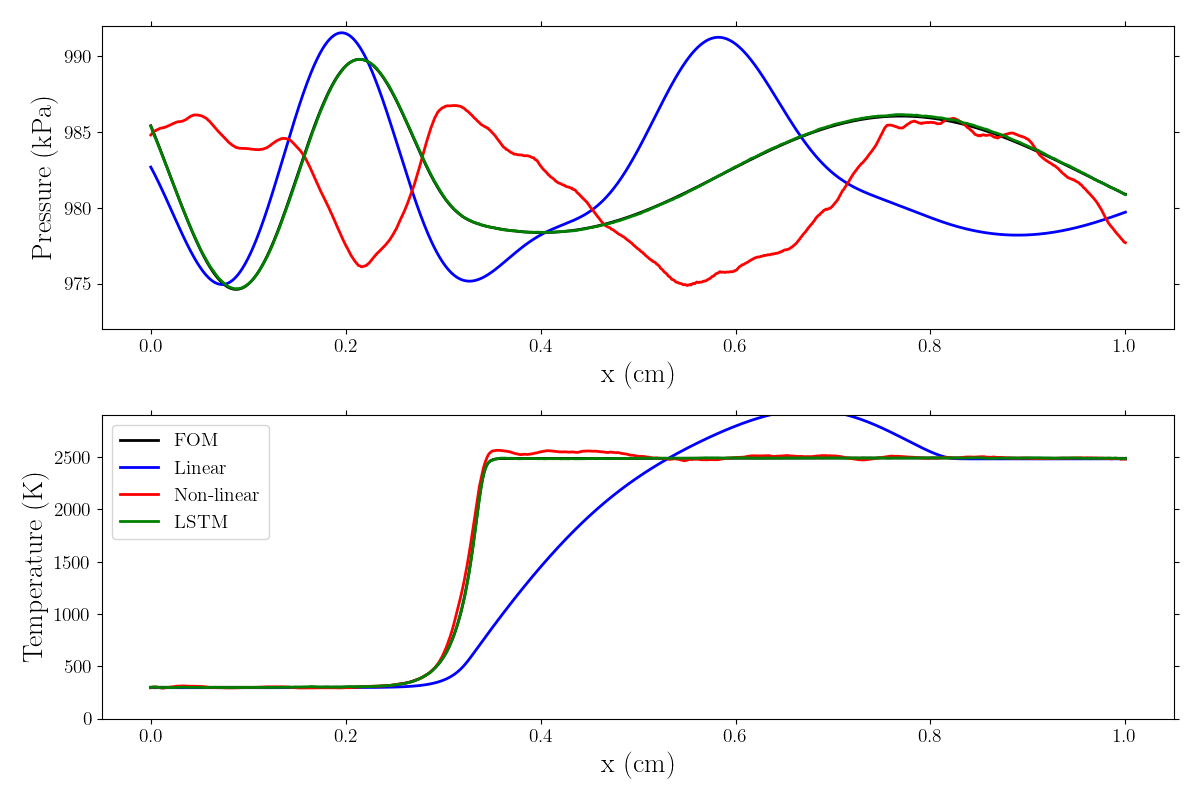 990
985
980
975
Pressure (kPa)
0.0 0.2 0.4 0.6 0.8 1.0
x (cm)
FOM
Linear
Non-linear
LSTM
2500
2000
1500
1000
500
0
Temperature (K)
0.0 0.2 0.4 0.6 0.8 1.0
x (cm)